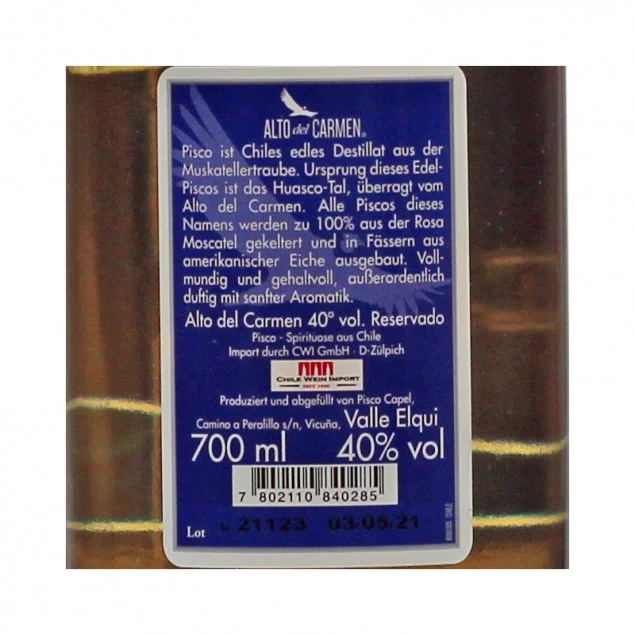 ALTO del CARMEN®
Pisco ist Chiles edles Destillat aus der
Muskatellertraube. Ursprung dieses Edel-
Piscos ist das Huasco-Tal, überragt vom
Alto del Carmen. Alle Piscos dieses
Namens werden zu 100% aus der Rosa
Moscatel gekeltert und in Fässern aus
amerikanischer Eiche ausgebaut. Voll-
mundig und gehaltvoll, außerordentlich
duftig mit sanfter Aromatik.
Alto del Carmen 40° vol. Reservado
Pisco - Spirituose aus Chile
Import durch CWI GmbH - D-Zülpich
CHILE WEIN IMPORT
Produziert und abgefüllt van Pisco Capel,
Camino a Peralillo s/n, Vicuña, Valle Elqui
700 ml 40% vol
7 802110 840285
Lot L 21123 03:05:21